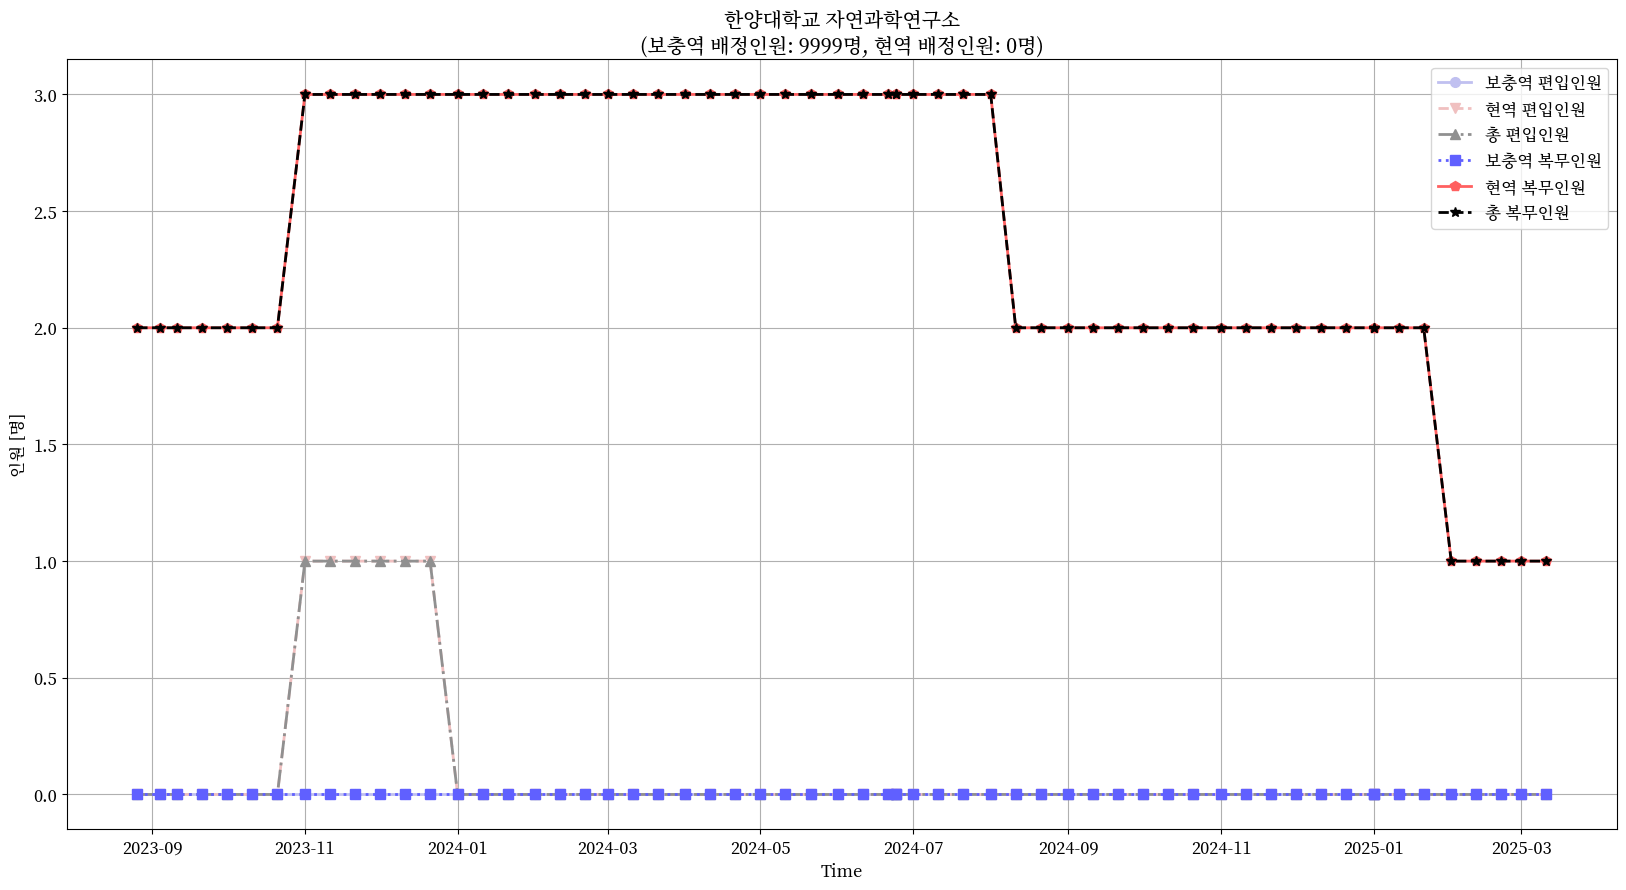 한양대학교 자연과학연구소
(보충역 배정인원: 9999명, 현역 배정인원: 0명)
보충역 편입인원
현역 편입인원
총 편입인원
보충역 복무인원
현역 복무인원
총 복무인원
인원 [명]
3.0
2.5
2.0
1.5
1.0
0.5
0.0
2023-09 2023-11 2024-01 2024-03 2024-05 2024-07 2024-09 2024-11 2025-01 2025-03
Time